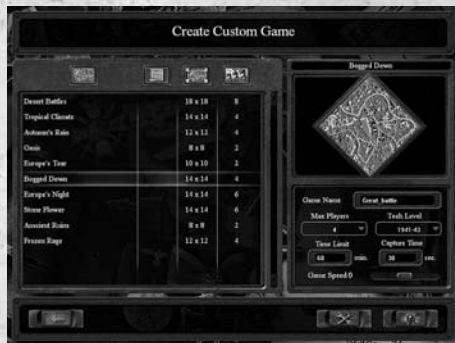 Create Custom Game
Desert Battles 18 x 18 8
Tropical Climate 14 x 14 4
Autumn's Rain 12 x 12 4
Oasis 8 x 8 2
Europe's Tear 10 x 10 2
Bogged Down 14 x 14 4
Europe's Night 14 x 14 6
Stone Flower 14 x 14 6
Ancient Ruins 8 x 8 2
Frozen Rage 12 x 12 4
Bogged Down
Game Name Great_battle
Max Players Tech Level
4 1941-43
Time Limit Capture Time
60 min. 30 sec.
Game Speed 0